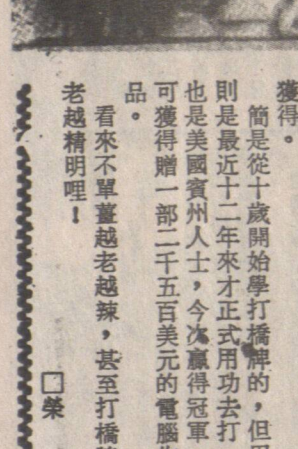 獲得。
簡是從十歲開始學打橋牌的，但
則是最近十二年來才正式用功去打
也是美國賓州人士，今次贏得冠軍
可獲得贈一部二千五百美元的電腦
品。
看來不單薑越老越辣，甚至打橋
老越精明哩！
□榮